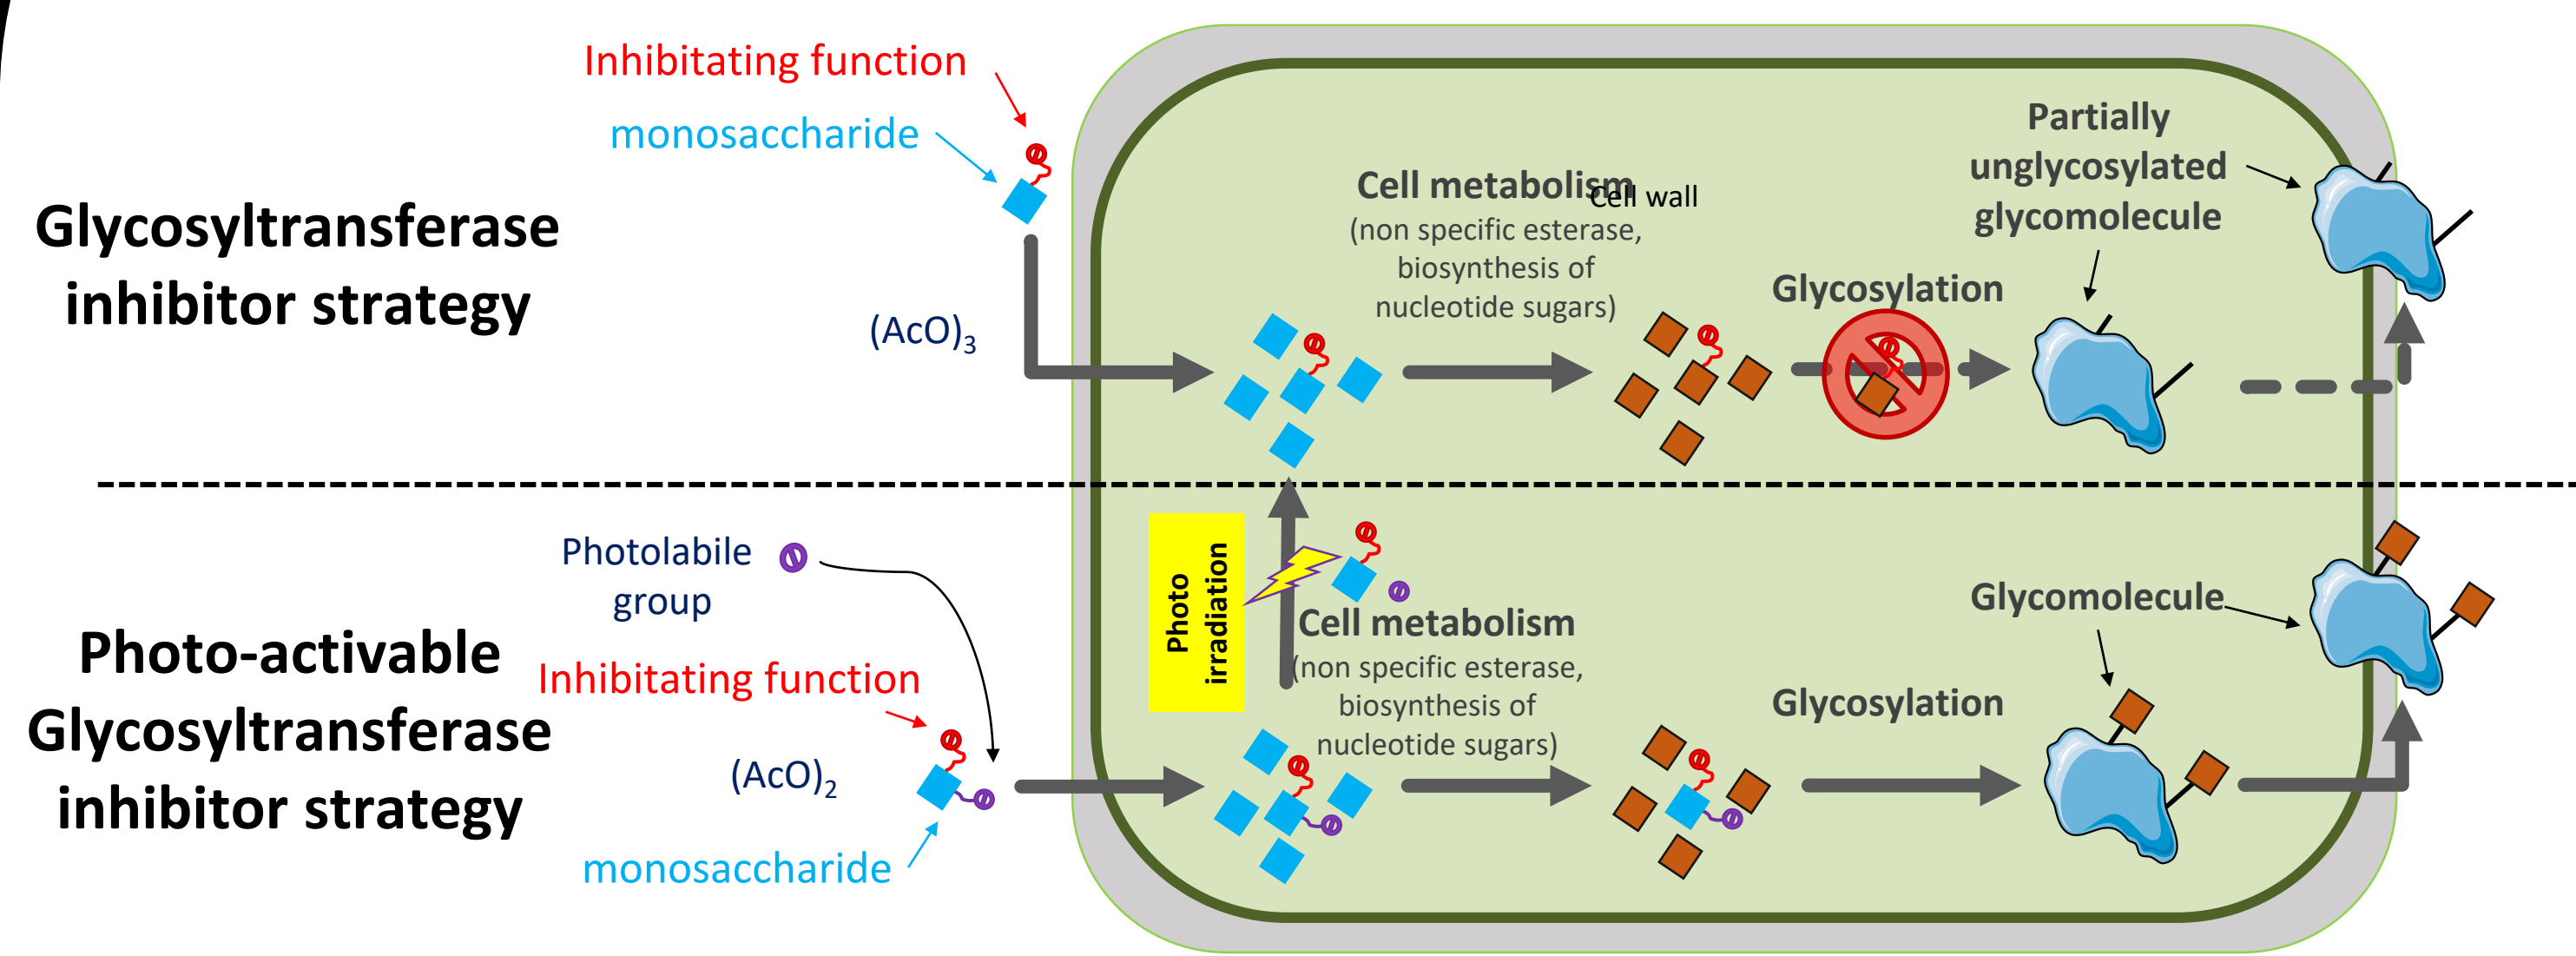 Inhibitating function
monosaccharide
Glycosyltransferase
inhibitor strategy
(AcO)3
Cell metabolism
Cell wall
(non specific esterase,
biosynthesis of
nucleotide sugars)
Glycosylation
Partially
unglycosylated
glycomolecule
Photolabile
group
Photo-activable
Glycosyltransferase
inhibitor strategy
Inhibitating function
(AcO)2
monosaccharide
Photo
irradiation
Cell metabolism
(non specific esterase,
biosynthesis of
nucleotide sugars)
Glycosylation
Glycomolecule